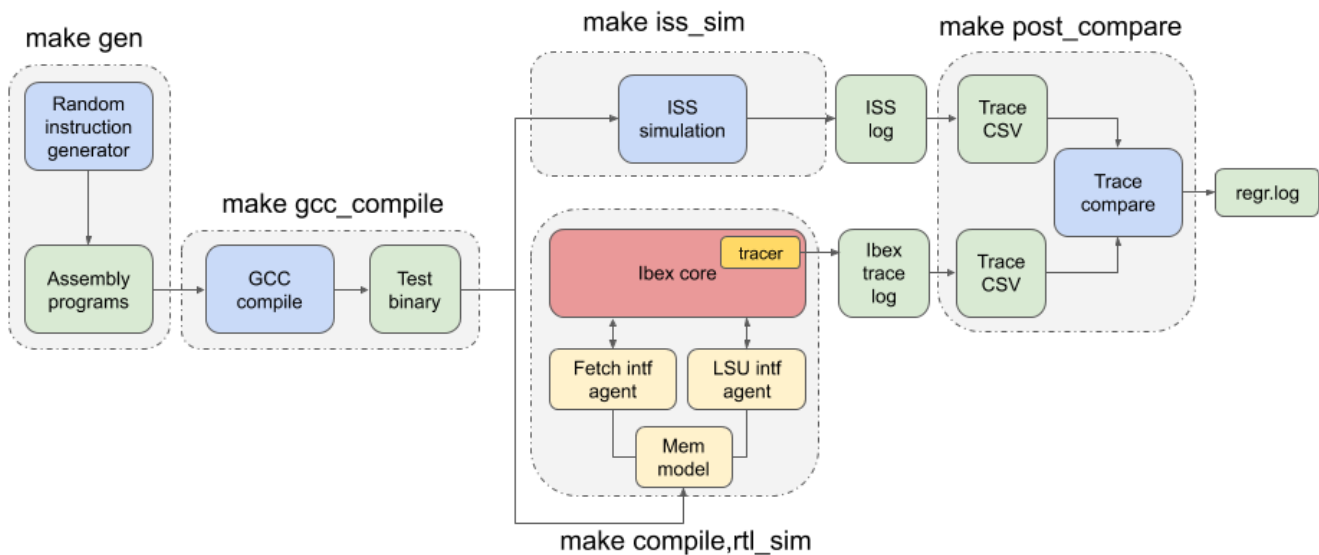 make gen
Random
instruction
generator
Assembly
programs
make gcc_compile
GCC
compile
Test
binary
make iss_sim
ISS
simulation
ISS
log
make post_compare
Trace
CSV
Trace
compare
regr.log
Ibex core
tracer
Ibex
trace
log
Trace
CSV
Fetch intf
agent
LSU intf
agent
Mem
model
make compile,rtl_sim